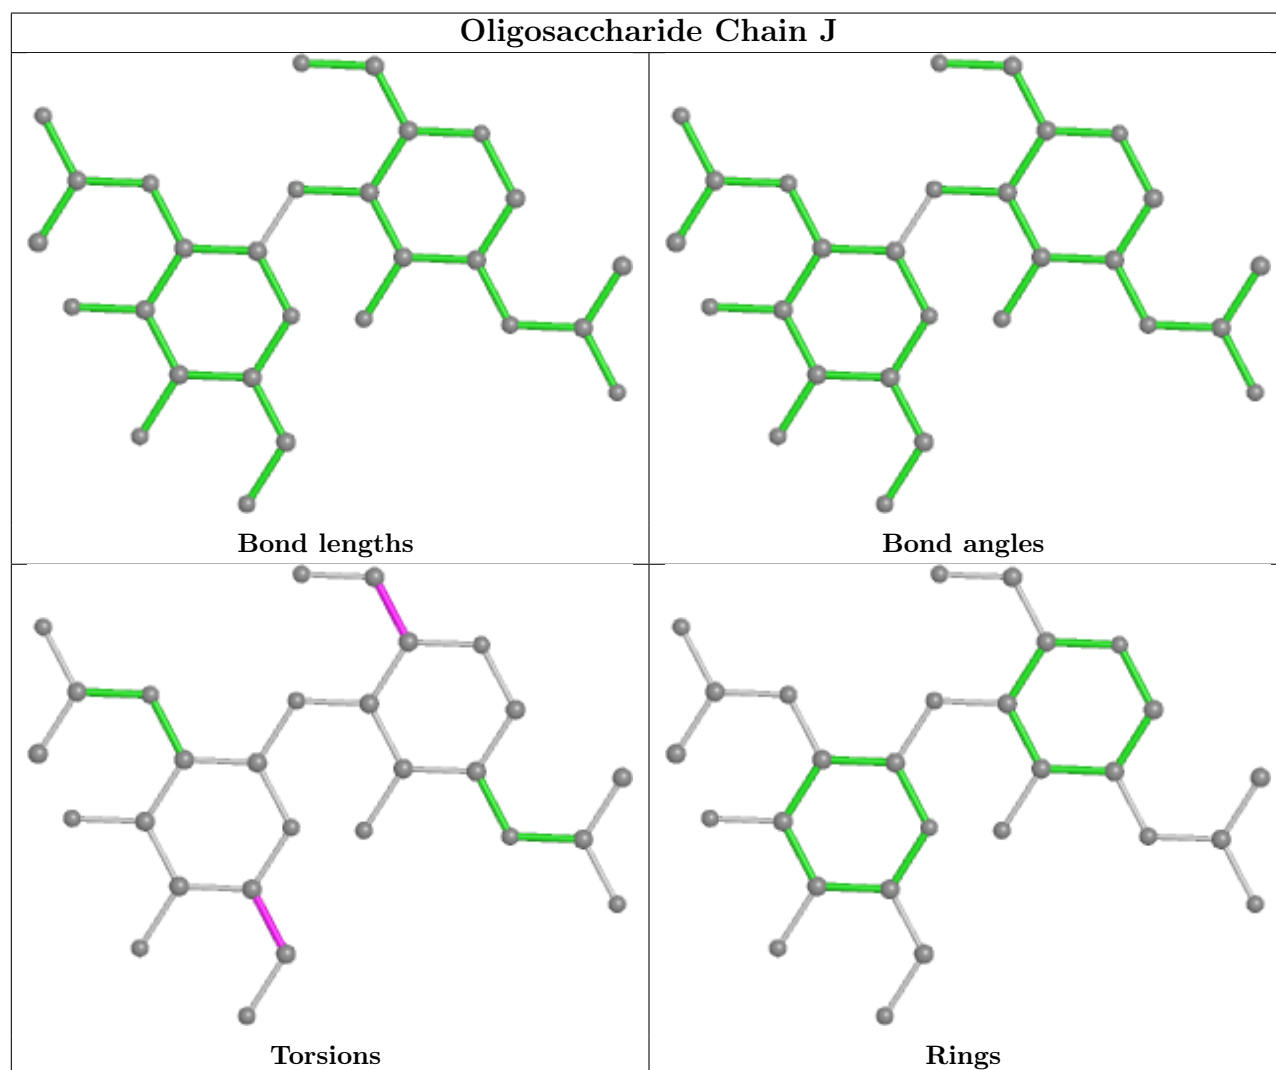 Oligosaccharide Chain J
Bond lengths
Bond angles
Torsions
Rings